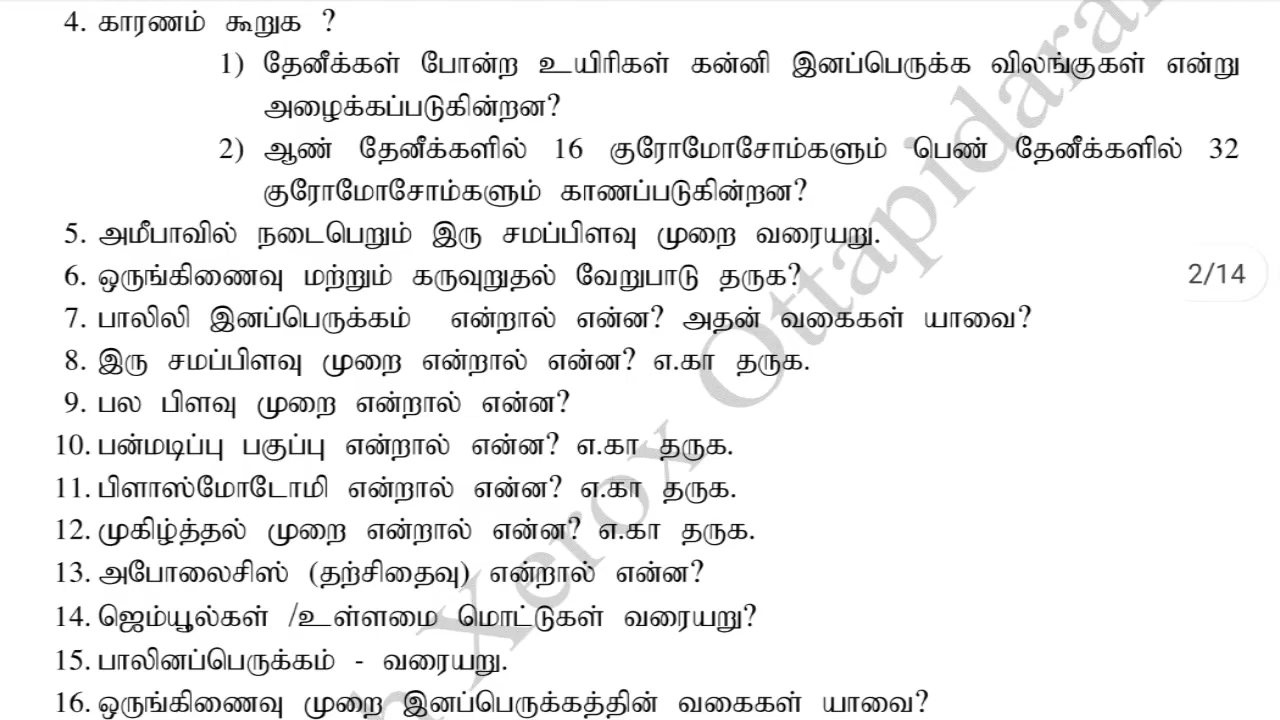 4. காரணம் கூறுக ?
1) தேனீக்கள் போன்ற உயிரிகள் கன்னி இனப்பெருக்க விலங்குகள் என்று
அழைக்கப்படுகின்றன?
2) ஆண் தேனீக்களில் 16 குரோமோசோம்களும் பெண் தேனீக்களில் 32
குரோமோசோம்களும் காணப்படுகின்றன?
5. அமீபாவில் நடைபெறும் இரு சமப்பிளவு முறை வரையறு.
6. ஒருங்கிணைவு மற்றும் கருவுறுதல் வேறுபாடு தருக?
2/14
7. பாலிலி இனப்பெருக்கம் என்றால் என்ன? அதன் வகைகள் யாவை?
8. இரு சமப்பிளவு முறை என்றால் என்ன? எ.கா தருக.
9. பல பிளவு முறை என்றால் என்ன?
10. பன்மடிப்பு பகுப்பு என்றால் என்ன? எ.கா தருக.
11. பிளாஸ்மோடோமி என்றால் என்ன? எ.கா தருக.
12. முகிழ்த்தல் முறை என்றால் என்ன? எ.கா தருக.
13. அபோலைசிஸ் (தற்சிதைவு) என்றால் என்ன?
14. ஜெம்யூல்கள் /உள்ளமை மொட்டுகள் வரையறு?
15. பாலினப்பெருக்கம் - வரையறு.
16. ஒருங்கிணைவு முறை இனப்பெருக்கத்தின் வகைகள் யாவை?
Xerox Ottapidaram